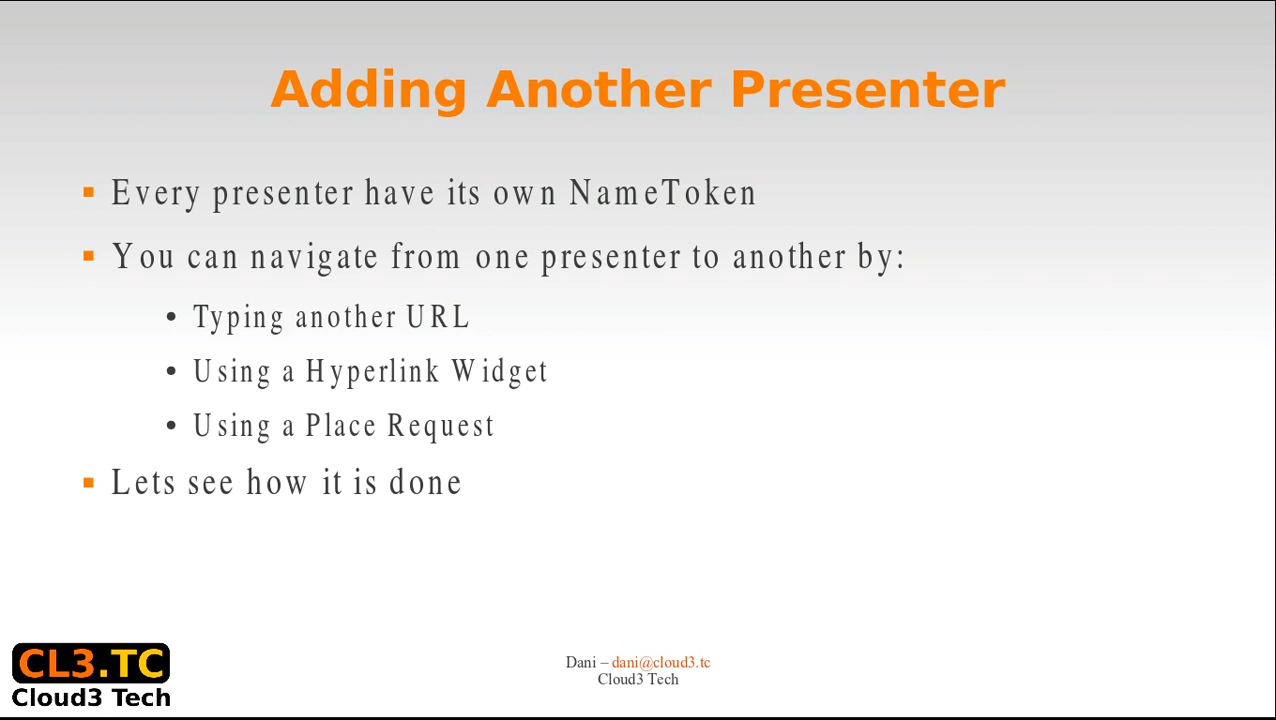 Adding Another Presenter
▪ Every presenter have its own NameToken
▪ You can navigate from one presenter to another by:
• Typing another URL
• Using a Hyperlink Widget
• Using a Place Request
▪ Lets see how it is done
CL3.TC
Cloud3 Tech
Dani – dani@cloud3.tc
Cloud3 Tech